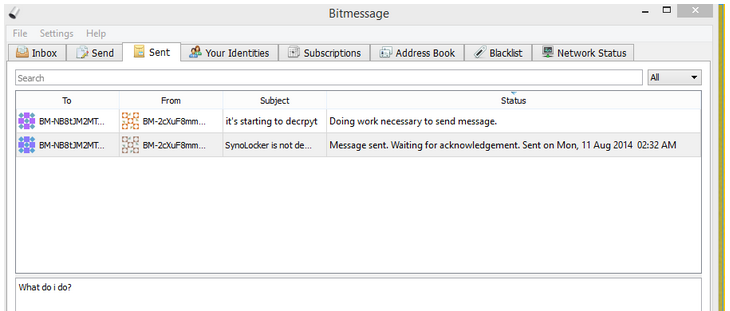 Bitmessage
File Settings Help
Inbox Send Sent Your Identities Subscriptions Address Book Blacklist Network Status
Search All
To From Subject Status
BM-NB8tJM2MT... BM-2cXuF8mm... it's starting to decrpyt Doing work necessary to send message.
BM-NB8tJM2MT... BM-2cXuF8mm... SynoLocker is not de... Message sent. Waiting for acknowledgement. Sent on Mon, 11 Aug 2014 02:32 AM
What do i do?